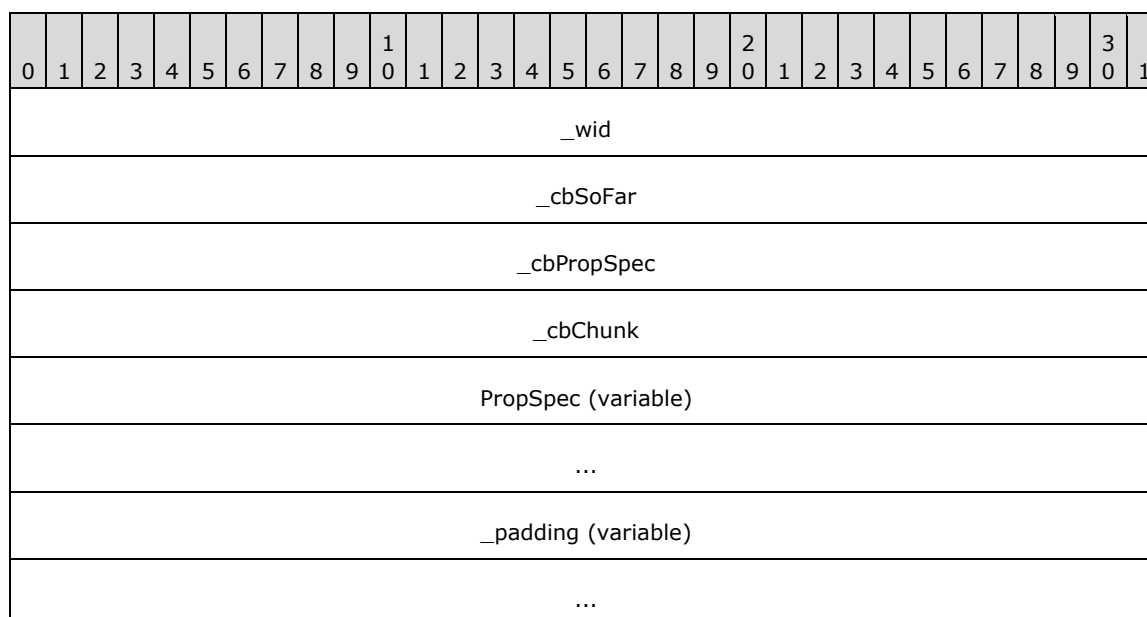 1 2 3
0 1 2 3 4 5 6 7 8 9 0 1 2 3 4 5 6 7 8 9 0 1 2 3 4 5 6 7 8 9 0 1
_wid
_cbSoFar
_cbPropSpec
_cbChunk
PropSpec (variable)
...
_padding (variable)
...